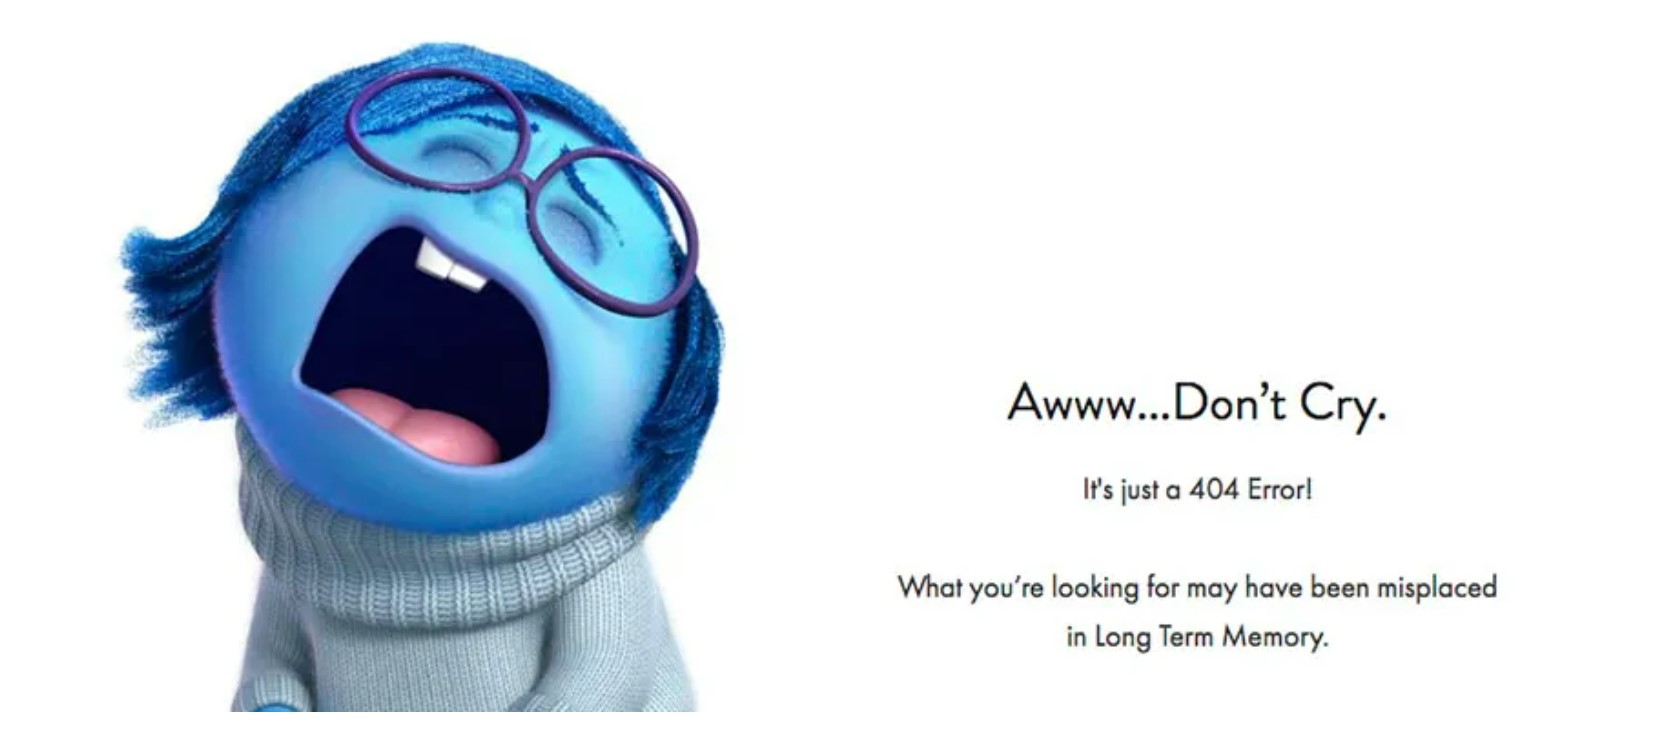 Awww...Don’t Cry.
It's just a 404 Error!
What you’re looking for may have been misplaced
in Long Term Memory.